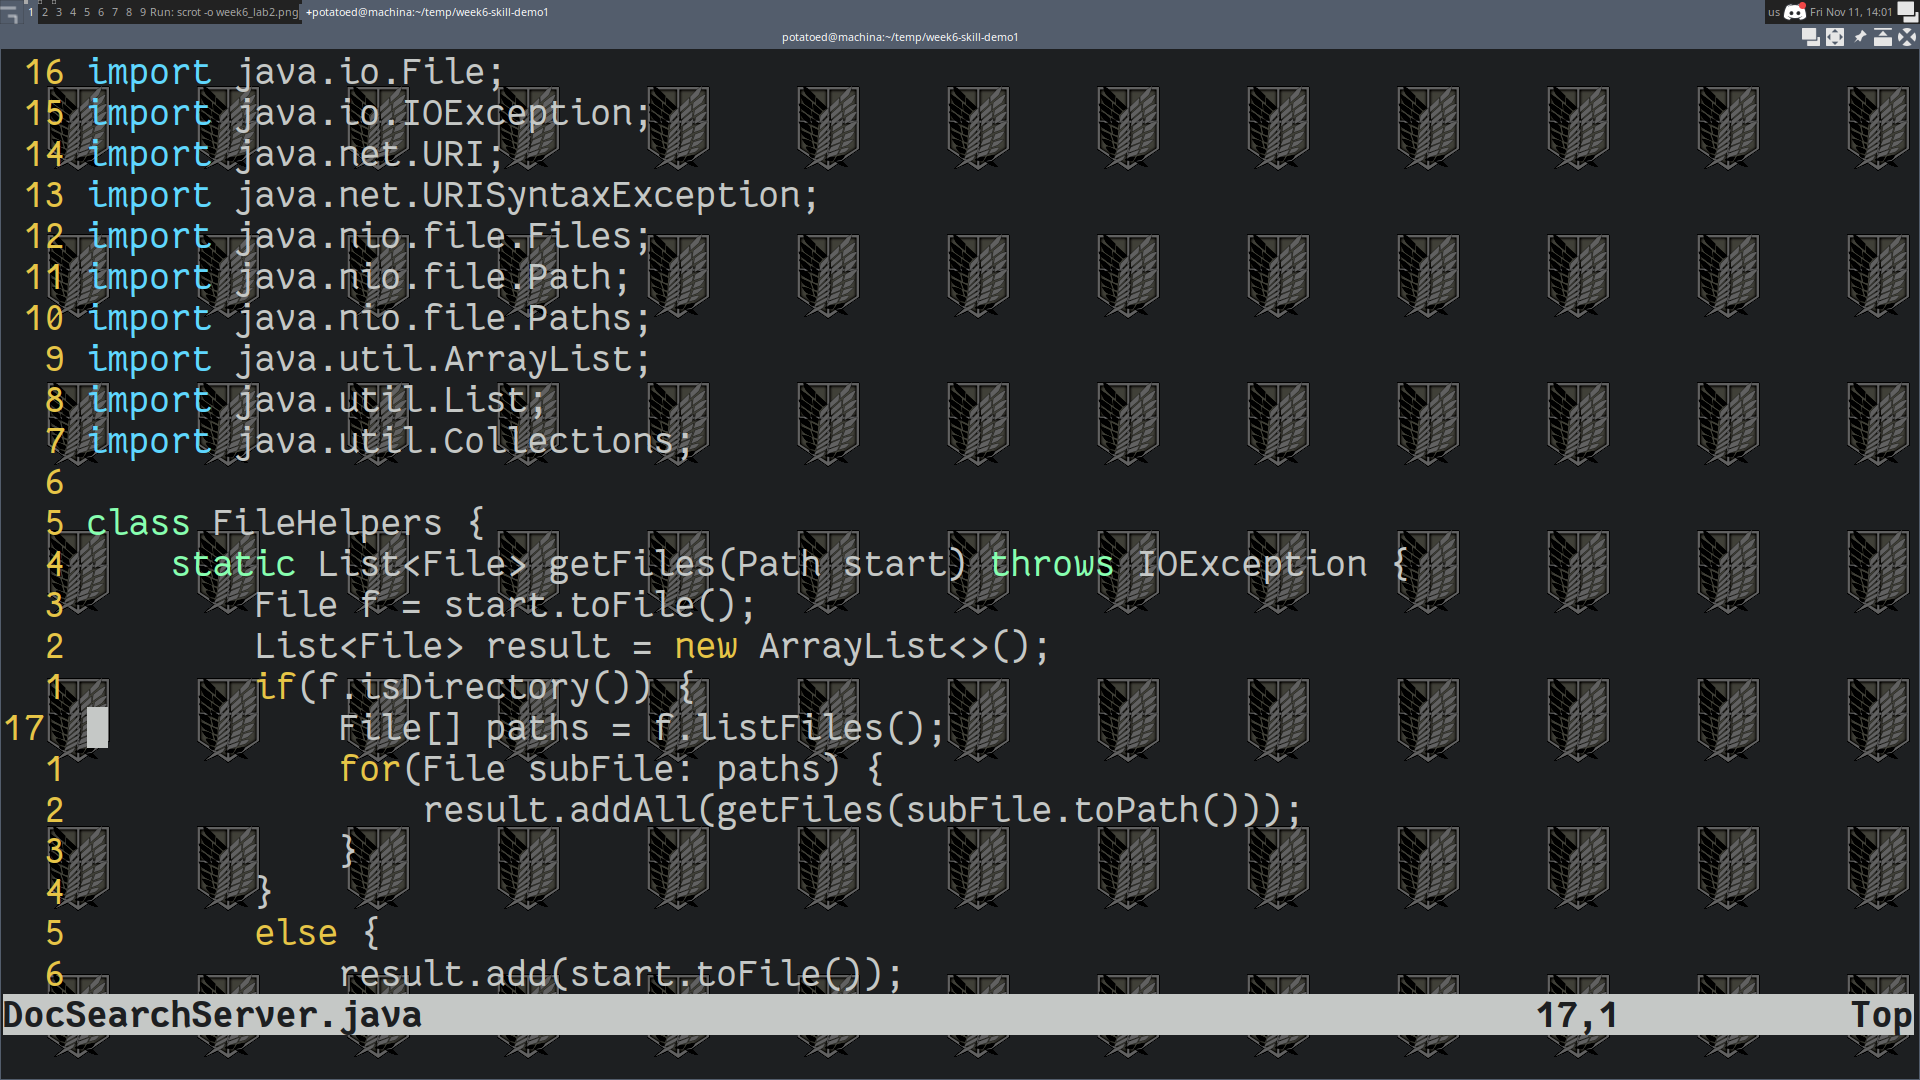 1 2 3 4 5 6 7 8 9 Run: scrot -o week6_lab2.png +potatoed@machina:~/temp/week6-skill-demo1 us Fri Nov 11, 14:01
potatoed@machina:~/temp/week6-skill-demo1
16 import java.io.File;
15 import java.io.IOException;
14 import java.net.URI;
13 import java.net.URISyntaxException;
12 import java.nio.file.Files;
11 import java.nio.file.Path;
10 import java.nio.file.Paths;
9 import java.util.ArrayList;
8 import java.util.List;
7 import java.util.Collections;
6
5 class FileHelpers {
4     static List<File> getFiles(Path start) throws IOException {
3         File f = start.toFile();
2         List<File> result = new ArrayList<>();
1         if(f.isDirectory()) {
17             File[] paths = f.listFiles();
1             for(File subFile: paths) {
2                 result.addAll(getFiles(subFile.toPath()));
3             }
4         }
5         else {
6             result.add(start.toFile());
DocSearchServer.java 17,1 Top